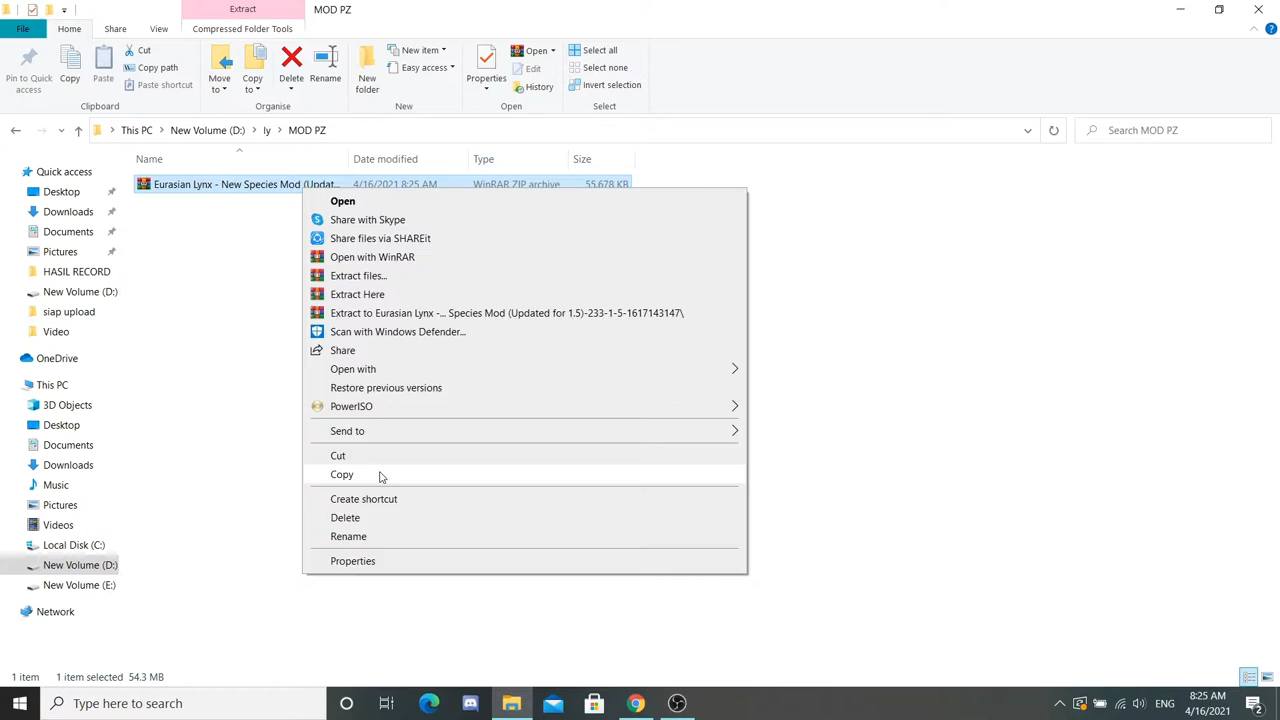 Extract
MOD PZ
File
Home
Share
View
Compressed Folder Tools
Pin to Quick
access
Copy
Paste
Cut
Copy path
Paste shortcut
Clipboard
Move
to
Copy
to
Delete
Rename
Organise
New
folder
New item
Easy access
New
Properties
Open
Edit
History
Open
Select all
Select none
Invert selection
Select
This PC
New Volume (D:)
ly
MOD PZ
Search MOD PZ
Name
Date modified
Type
Size
Eurasian Lynx - New Species Mod (Updat...
4/16/2021 8:25 AM
WinRAR ZIP archive
55.678 KB
Quick access
Desktop
Downloads
Documents
Pictures
HASIL RECORD
New Volume (D:)
siap upload
Video
OneDrive
This PC
3D Objects
Desktop
Documents
Downloads
Music
Pictures
Videos
Local Disk (C:)
New Volume (D:)
New Volume (E:)
Network
Open
Share with Skype
Share files via SHAREit
Open with WinRAR
Extract files...
Extract Here
Extract to Eurasian Lynx -... Species Mod (Updated for 1.5)-233-1-5-1617143147\
Scan with Windows Defender...
Share
Open with
Restore previous versions
PowerISO
Send to
Cut
Copy
Create shortcut
Delete
Rename
Properties
1 item
1 item selected 54.3 MB
Type here to search
ENG
8:25 AM
4/16/2021
2